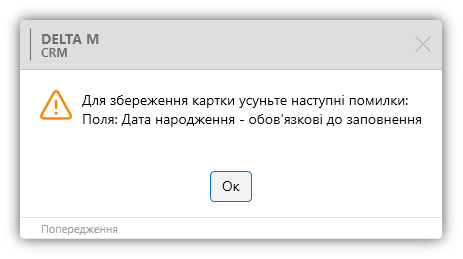 DELTA M
CRM
Для збереження картки усуньте наступні помилки:
Поля: Дата народження - обов'язкові до заповнення
Ок
Попередження